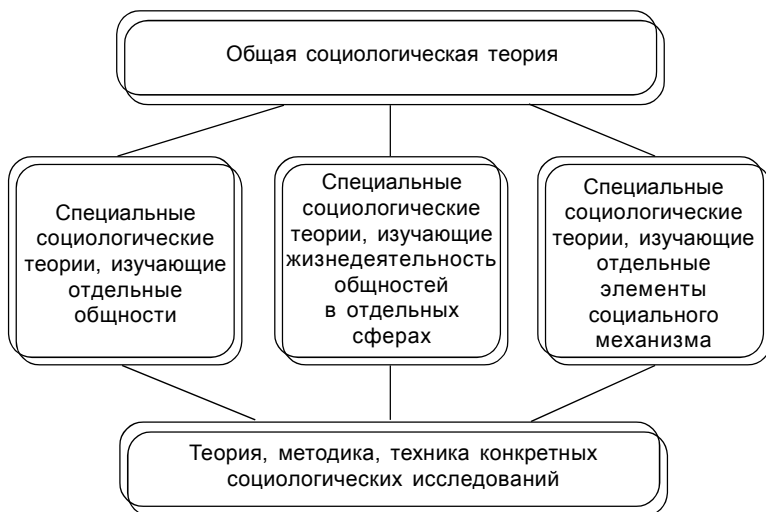 Общая социологическая теория
Специальные
социологические
теории, изучающие
отдельные
общности
Специальные
социологические
теории, изучающие
жизнедеятельность
общностей
в отдельных
сферах
Специальные
социологические
теории, изучающие
отдельные
элементы
социального
механизма
Теория, методика, техника конкретных
социологических исследований